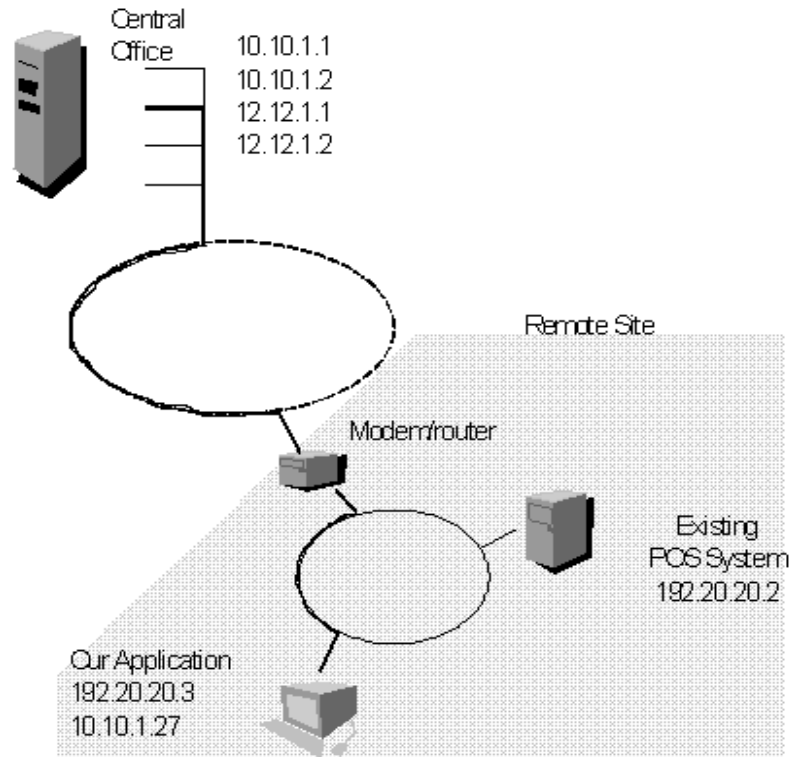 Central
Office
10.10.1.1
10.10.1.2
12.12.1.1
12.12.1.2
Remote Site
Modem/router
Existing
POS System
192.20.20.2
Our Application
192.20.20.3
10.10.1.27